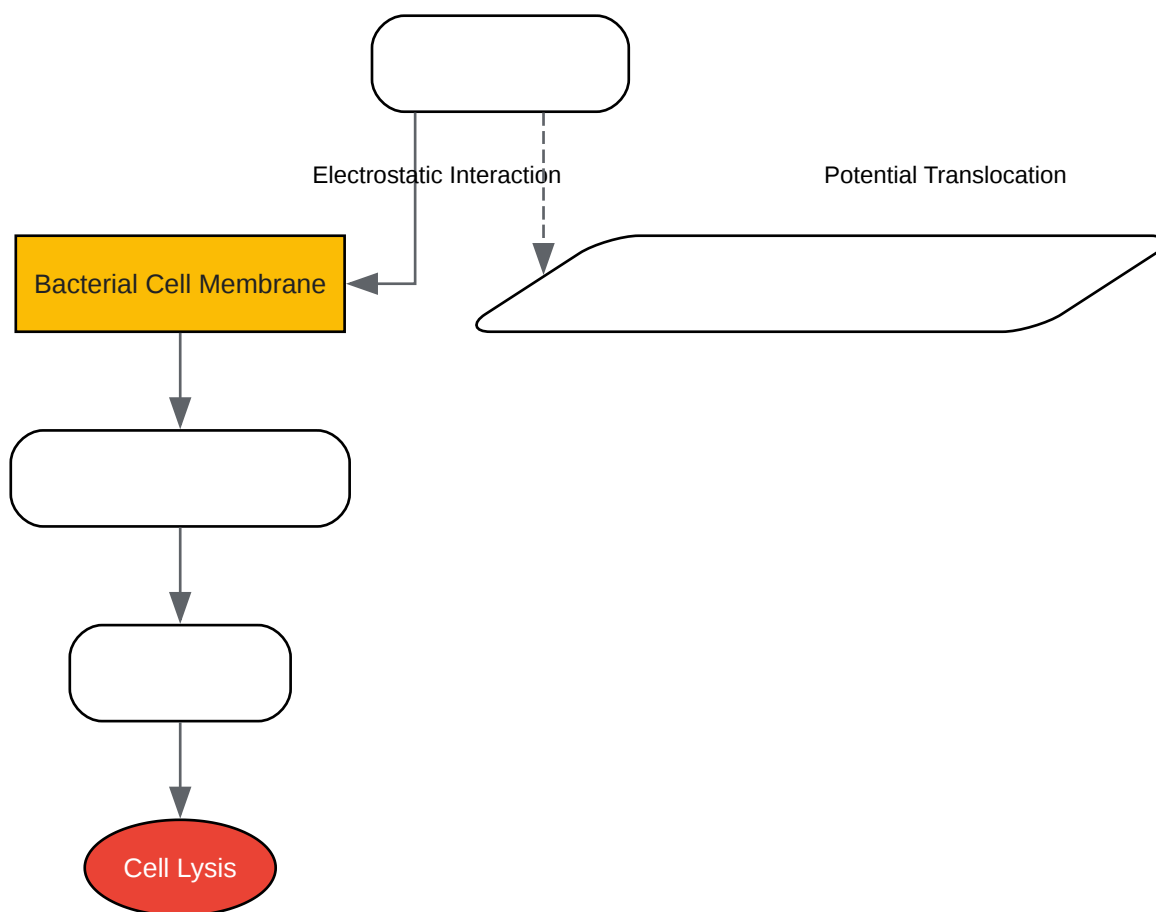 Electrostatic Interaction
Potential Translocation
Bacterial Cell Membrane
Cell Lysis